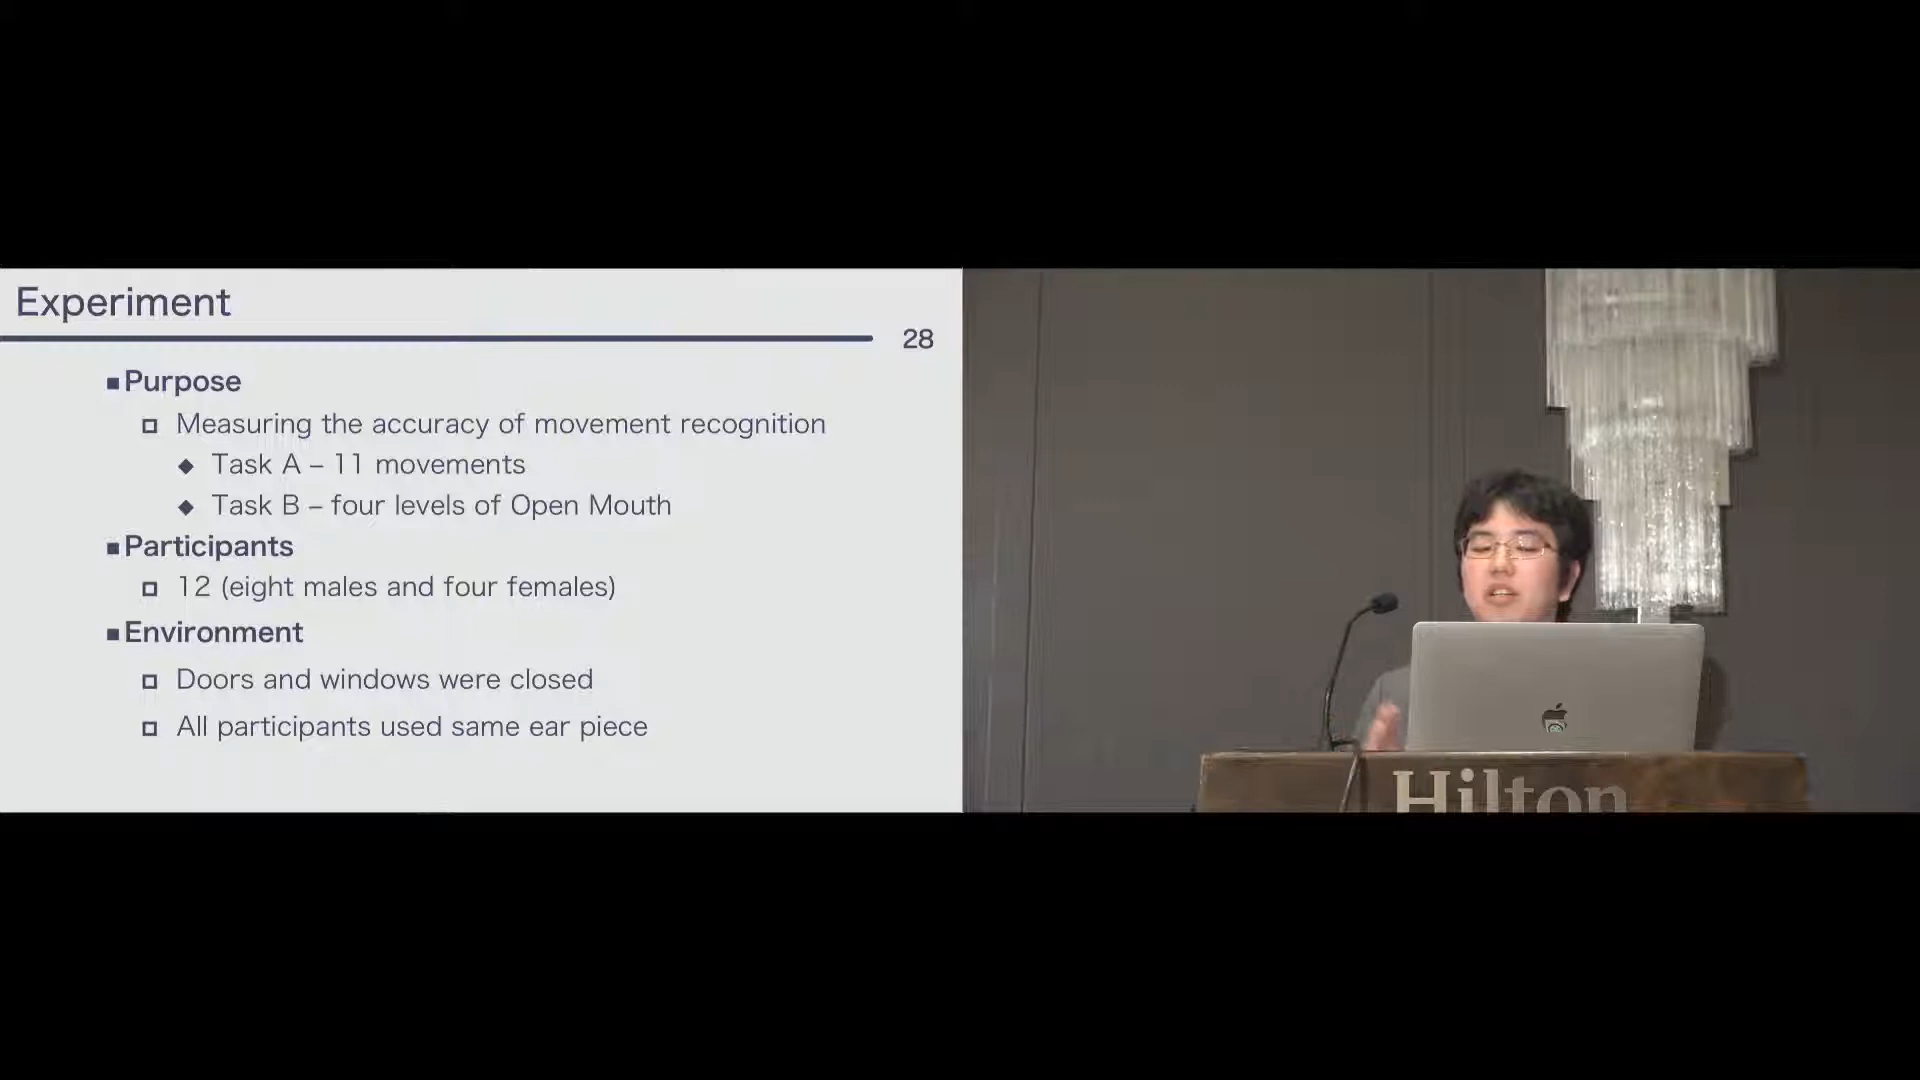 Experiment
28
■Purpose
Measuring the accuracy of movement recognition
◆ Task A – 11 movements
◆ Task B – four levels of Open Mouth
■Participants
12 (eight males and four females)
■Environment
Doors and windows were closed
All participants used same ear piece
Hilton